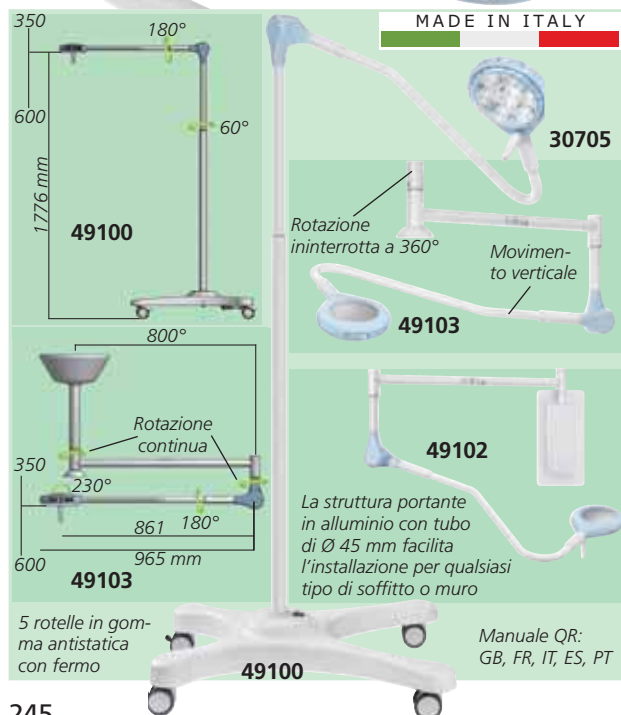 MADE IN ITALY
350
180°
600
60°
1776 mm
49100
30705
Rotazione
ininterrotta a 360°
Movimen-
to verticale
49103
800°
Rotazione
continua
350
230°
861
180°
965 mm
600
49103
49102
La struttura portante
in alluminio con tubo
di Ø 45 mm facilita
l'installazione per qualsiasi
tipo di soffitto o muro
5 rotelle in gom-
ma antistatica
con fermo
49100
Manuale QR:
GB, FR, IT, ES, PT
245